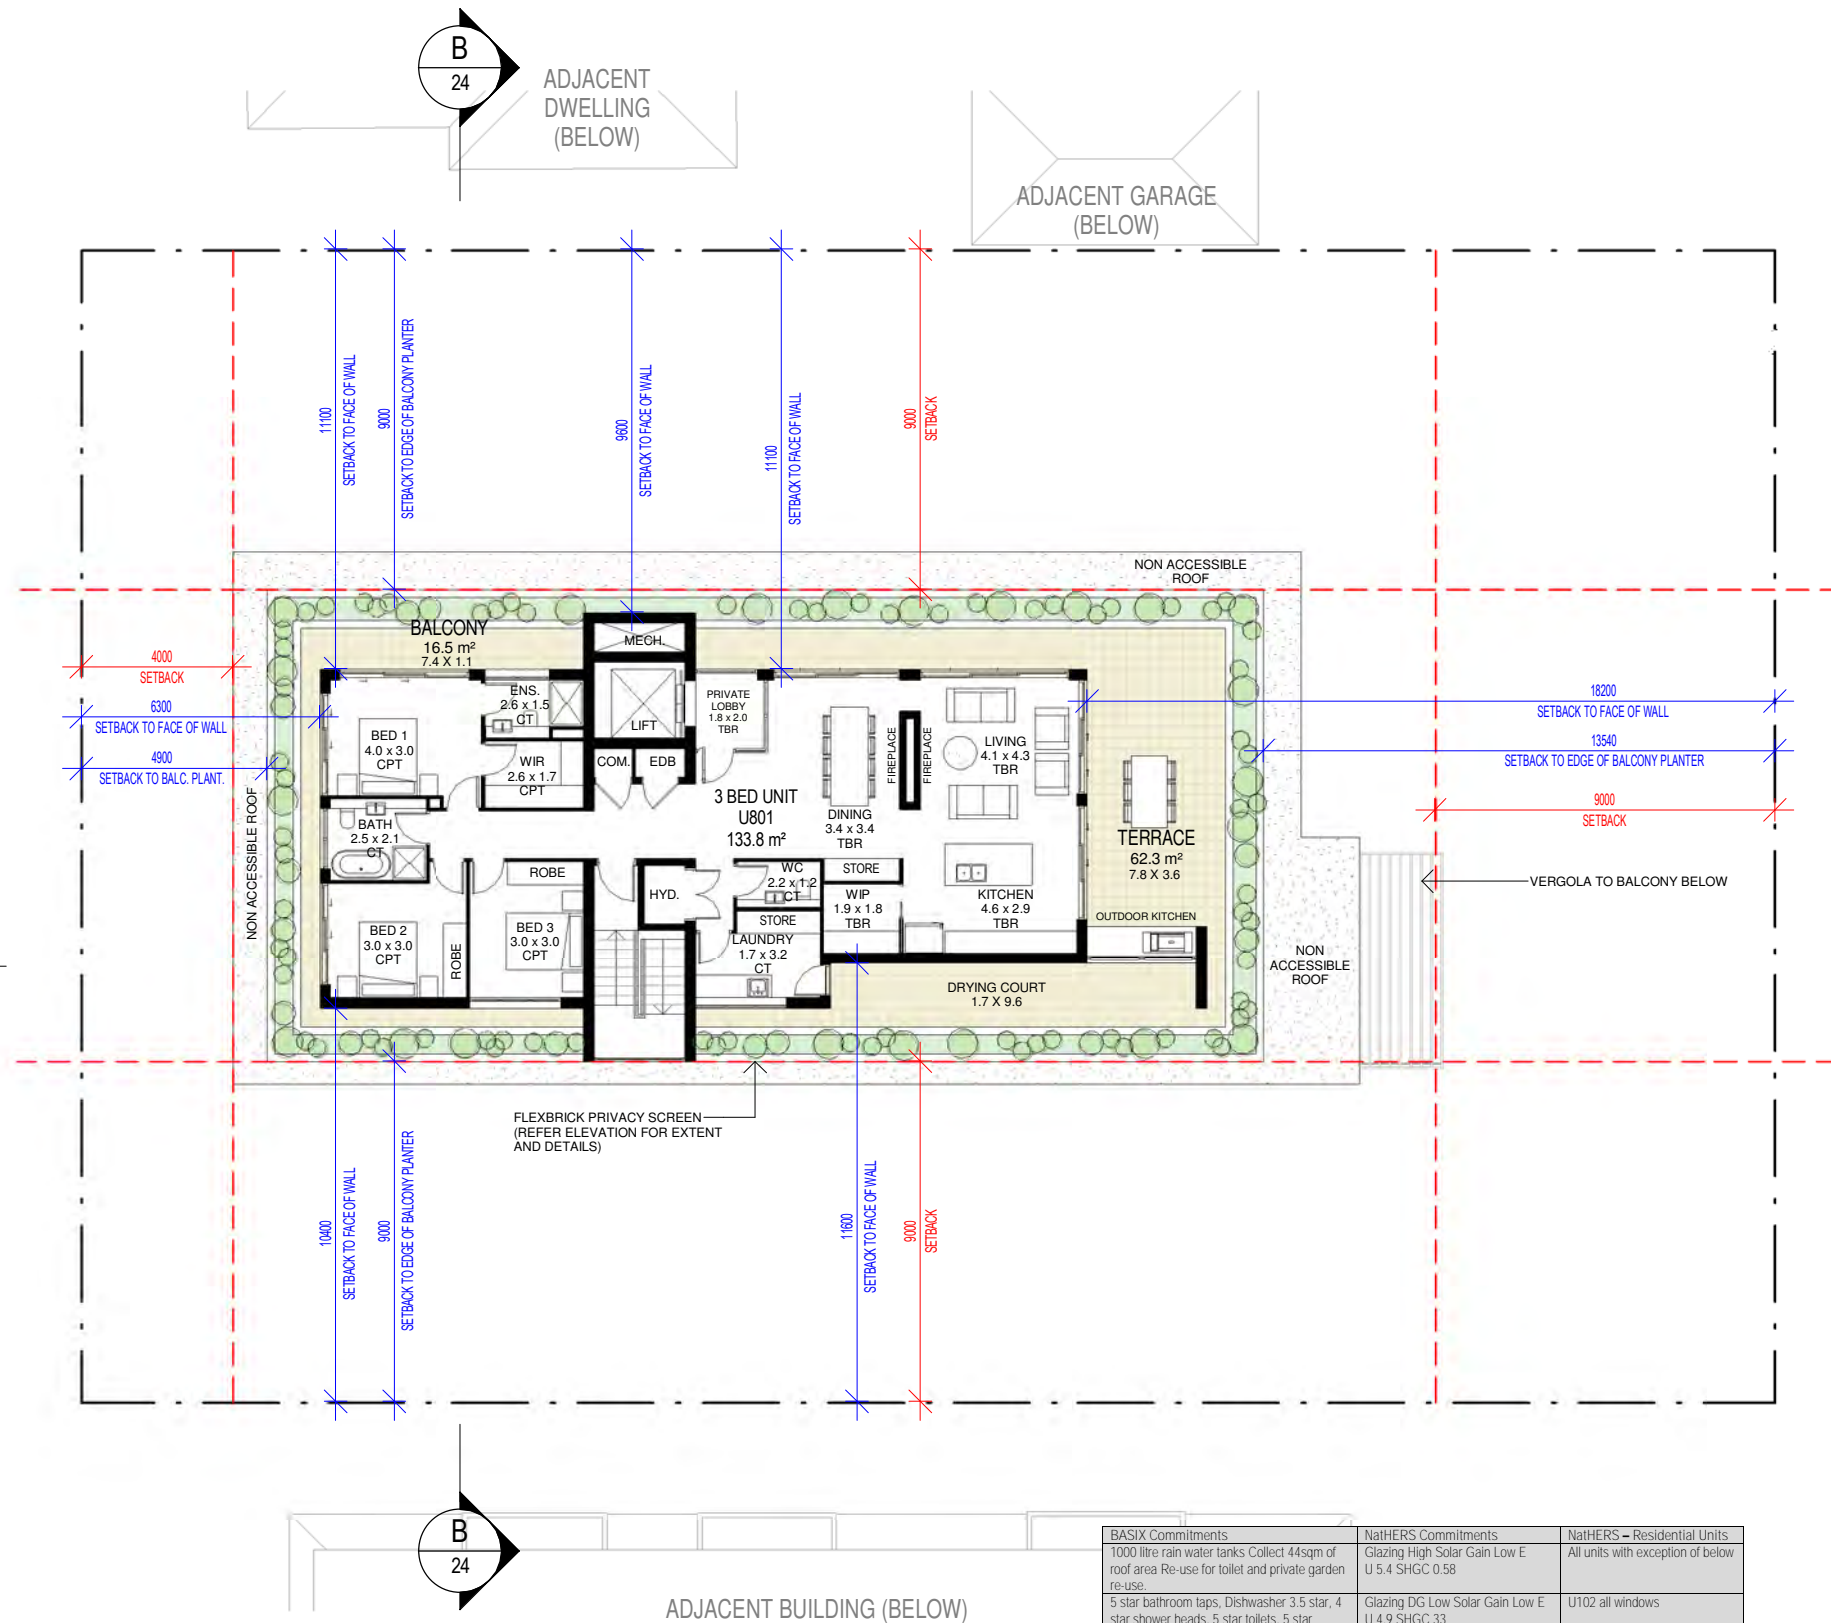 B
24
ADJACENT
DWELLING
(BELOW)
ADJACENT GARAGE
(BELOW)
11100
SETBACK TO FACE OF WALL
9000
SETBACK TO EDGE OF BALCONY PLANTER
9600
SETBACK TO FACE OF WALL
11100
SETBACK TO FACE OF WALL
9000
SETBACK
NON ACCESSIBLE
ROOF
4000
SETBACK
6300
SETBACK TO FACE OF WALL
4900
SETBACK TO BALC. PLANT.
NON ACCESSIBLE ROOF
BALCONY
16.5 m²
7.4 X 1.1
MECH.
LIFT
ENS.
2.6 x 1.5
CT
PRIVATE
LOBBY
1.8 x 2.0
TBR
BED 1
4.0 x 3.0
CPT
WIR
2.6 x 1.7
CPT
COM.
EDB
FIREPLACE
FIREPLACE
LIVING
4.1 x 4.3
TBR
3 BED UNIT
U801
133.8 m²
DINING
3.4 x 3.4
TBR
BATH
2.5 x 2.1
CT
TERRACE
62.3 m²
7.8 X 3.6
ROBE
WC
2.2 x 1.2
CT
STORE
HYD.
WIP
1.9 x 1.8
TBR
KITCHEN
4.6 x 2.9
TBR
OUTDOOR KITCHEN
BED 2
3.0 x 3.0
CPT
ROBE
BED 3
3.0 x 3.0
CPT
STORE
LAUNDRY
1.7 x 3.2
CT
DRYING COURT
1.7 X 9.6
NON
ACCESSIBLE
ROOF
18200
SETBACK TO FACE OF WALL
13540
SETBACK TO EDGE OF BALCONY PLANTER
9000
SETBACK
VERGOLA TO BALCONY BELOW
FLEXBRICK PRIVACY SCREEN
(REFER ELEVATION FOR EXTENT
AND DETAILS)
10400
SETBACK TO FACE OF WALL
9000
SETBACK TO EDGE OF BALCONY PLANTER
11600
SETBACK TO FACE OF WALL
9000
SETBACK
B
24
ADJACENT BUILDING (BELOW)
BASIX Commitments
NatHERS Commitments
NatHERS – Residential Units
1000 litre rain water tanks Collect 44sqm of
roof area Re-use for toilet and private garden
re-use.
Glazing High Solar Gain Low E
U 5.4 SHGC 0.58
All units with exception of below
5 star bathroom taps, Dishwasher 3.5 star, 4
star shower heads, 5 star toilets, 5 star
Glazing DG Low Solar Gain Low E
U 4.9 SHGC 33
U102 all windows